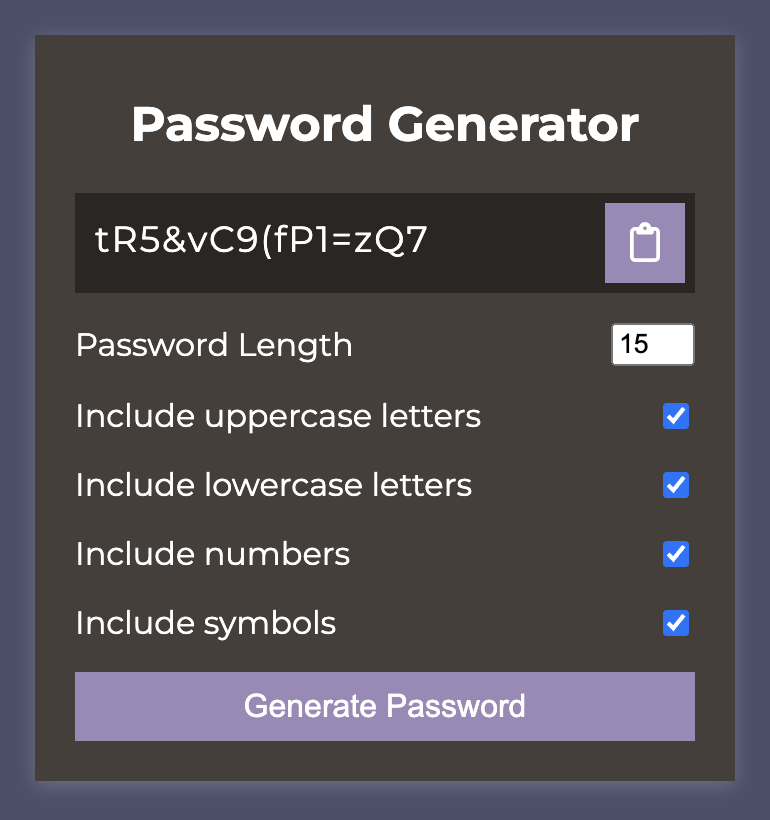 Password Generator
tR5&vC9(fP1=zQ7
Password Length 15
Include uppercase letters
Include lowercase letters
Include numbers
Include symbols
Generate Password